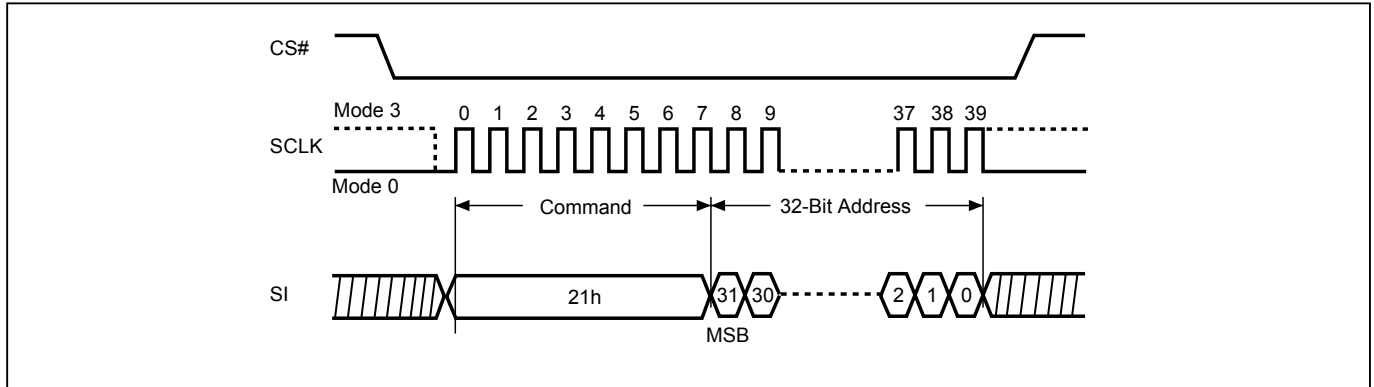 CS#
Mode 3
0 1 2 3 4 5 6 7 8 9 37 38 39
SCLK
Mode 0
Command 32-Bit Address
SI 21h 31 30 2 1 0
MSB